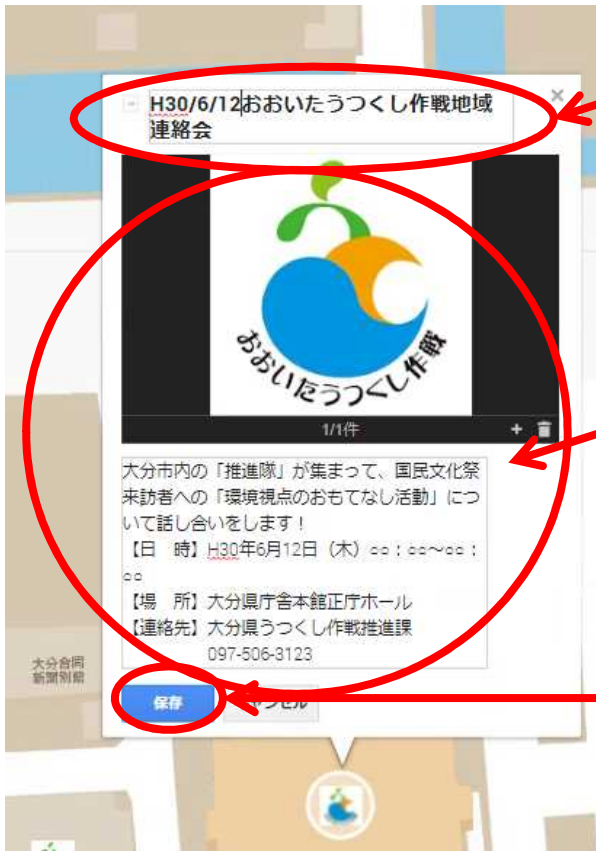 H30/6/12おおいたうつくし作戦地域
連絡会
おおいたうつくし作戦
1/1件
大分市内の「推進隊」が集まって、国民文化祭
来訪者への「環境視点のおもてなし活動」につ
いて話し合いをします！
【日　時】H30年6月12日（木）○○：○○～○○：
○○
【場　所】大分県庁舎本館正庁ホール
【連絡先】大分県うつくし作戦推進課
097-506-3123
大分合同
新聞別館
保存
キャンセル